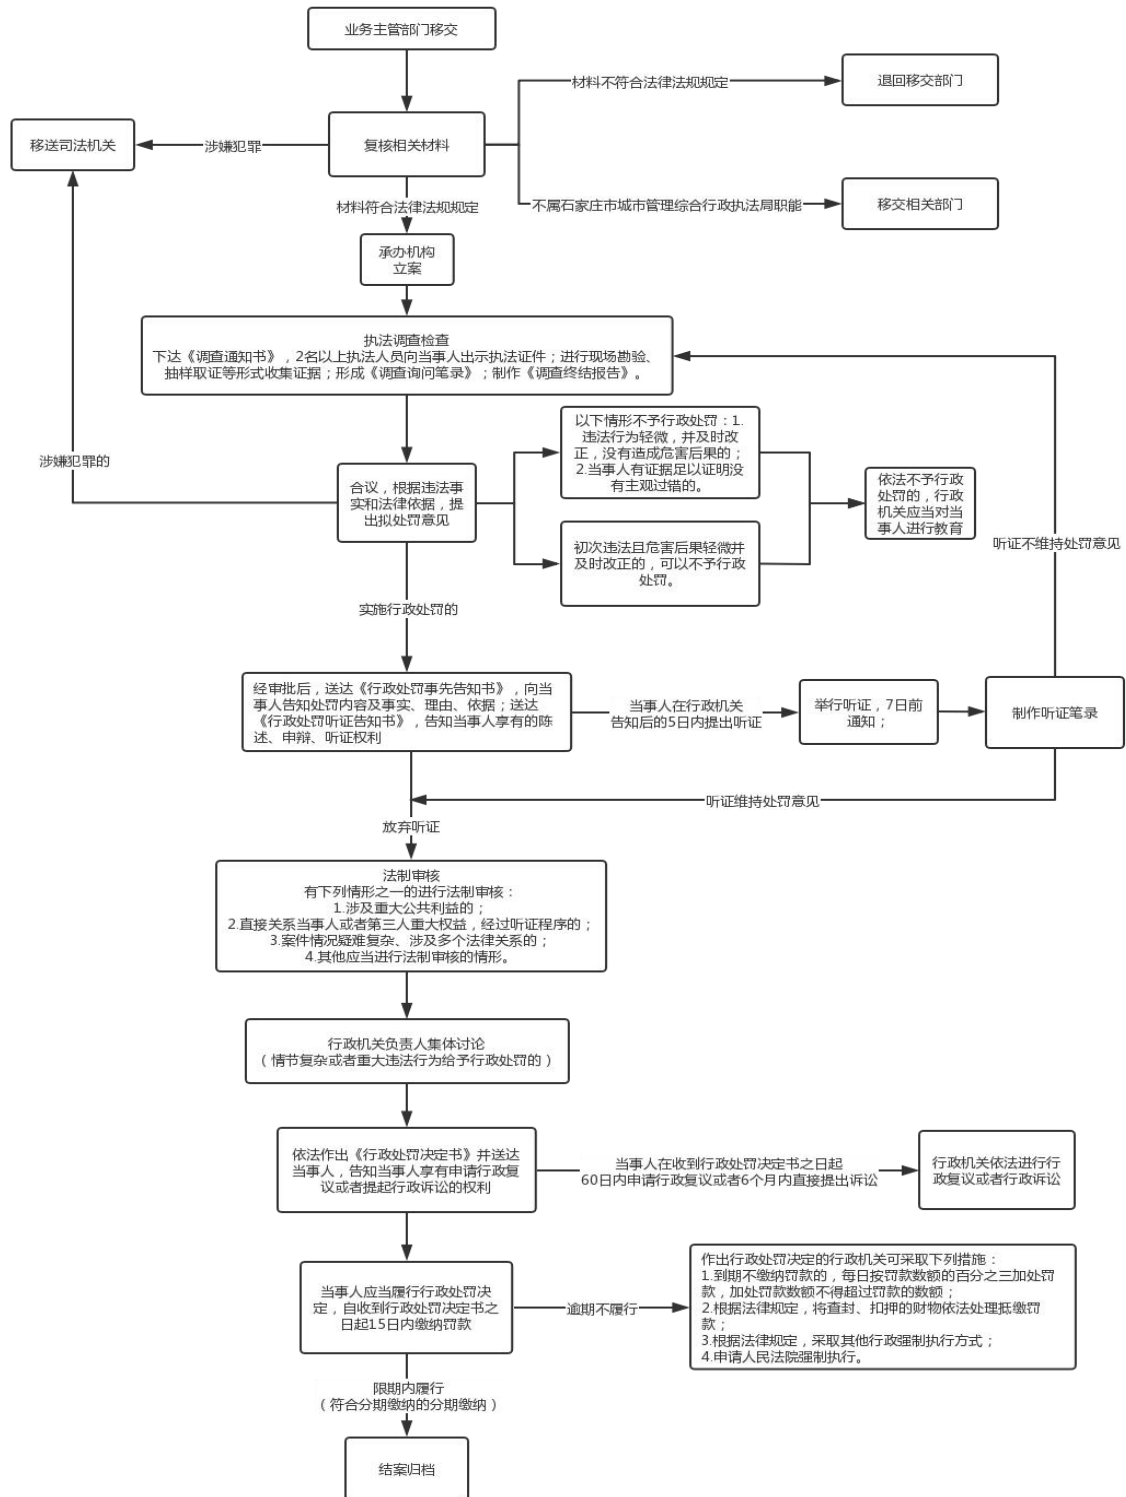 业务主管部门移交
材料不符合法律法规规定
退回移交部门
移送司法机关
涉嫌犯罪
复核相关材料
材料符合法律法规规定
不属石家庄市城市管理综合行政执法局职能
移交相关部门
承办机构
立案
执法调查检查
下达《调查通知书》，2名以上执法人员向当事人出示执法证件；进行现场勘验、
抽样取证等形式收集证据；形成《调查询问笔录》；制作《调查终结报告》。
涉嫌犯罪的
合议，根据违法事
实和法律依据，提
出拟处罚意见
以下情形不予行政处罚：1.
违法行为轻微，并及时改
正，没有造成危害后果的；
2.当事人有证据足以证明没
有主观过错的。
初次违法且危害后果轻微并
及时改正的，可以不予行政
处罚。
依法不予行政
处罚的，行政
机关应当对当
事人进行教育
听证不维持处罚意见
实施行政处罚的
经审批后，送达《行政处罚事先告知书》，向当
事人告知处罚内容及事实、理由、依据；送达
《行政处罚听证告知书》，告知当事人享有的陈
述、申辩、听证权利
当事人在行政机关
告知后的5日内提出听证
举行听证，7日前
通知；
制作听证笔录
听证维持处罚意见
放弃听证
法制审核
有下列情形之一的进行法制审核：
1.涉及重大公共利益的；
2.直接关系当事人或者第三人重大权益，经过听证程序的；
3.案件情况疑难复杂、涉及多个法律关系的；
4.其他应当进行法制审核的情形。
行政机关负责人集体讨论
（情节复杂或者重大违法行为给予行政处罚的）
依法作出《行政处罚决定书》并送达
当事人，告知当事人享有申请行政复
议或者提起行政诉讼的权利
当事人在收到行政处罚决定书之日起
60日内申请行政复议或者6个月内直接提出诉讼
行政机关依法进行行
政复议或者行政诉讼
当事人应当履行行政处罚决
定，自收到行政处罚决定书之
日起15日内缴纳罚款
逾期不履行
作出行政处罚决定的行政机关可采取下列措施：
1.到期不缴纳罚款的，每日按罚款数额的百分之三加处罚
款，加处罚款数额不得超过罚款的数额；
2.根据法律规定，将查封、扣押的财物依法处理抵缴罚
款；
3.根据法律规定，采取其他行政强制执行方式；
4.申请人民法院强制执行。
限期内履行
（符合分期缴纳的分期缴纳）
结案归档